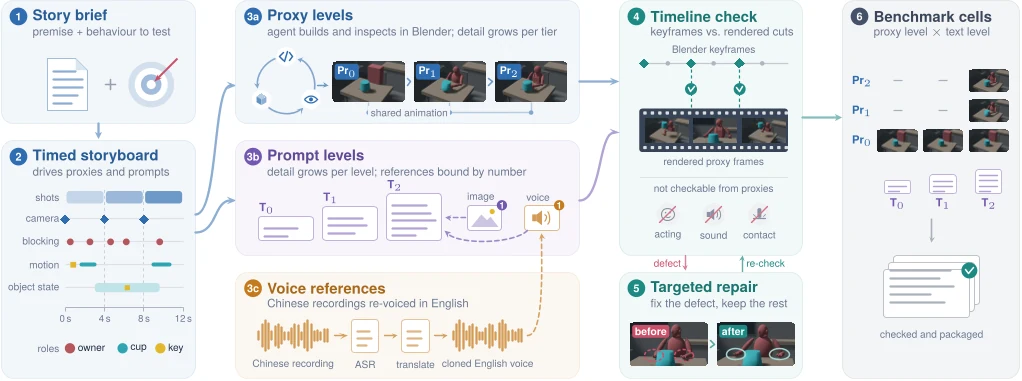 1 Story brief
premise + behaviour to test
+
2 Timed storyboard
drives proxies and prompts
shots
camera
blocking
motion
object state
0 s 4 s 8 s 12 s
roles owner cup key
3a Proxy levels
agent builds and inspects in Blender; detail grows per tier
</>
Pr0 Pr1 Pr2
shared animation
3b Prompt levels
detail grows per level; references bound by number
T0 T1 T2 image 1 voice 1
3c Voice references
Chinese recordings re-voiced in English
Chinese recording ASR translate cloned English voice
4 Timeline check
keyframes vs. rendered cuts
Blender keyframes
rendered proxy frames
not checkable from proxies
acting sound contact
defect re-check
5 Targeted repair
fix the defect, keep the rest
before after
6 Benchmark cells
proxy level × text level
Pr2 — —
Pr1 — —
Pr0
T0 T1 T2
checked and packaged